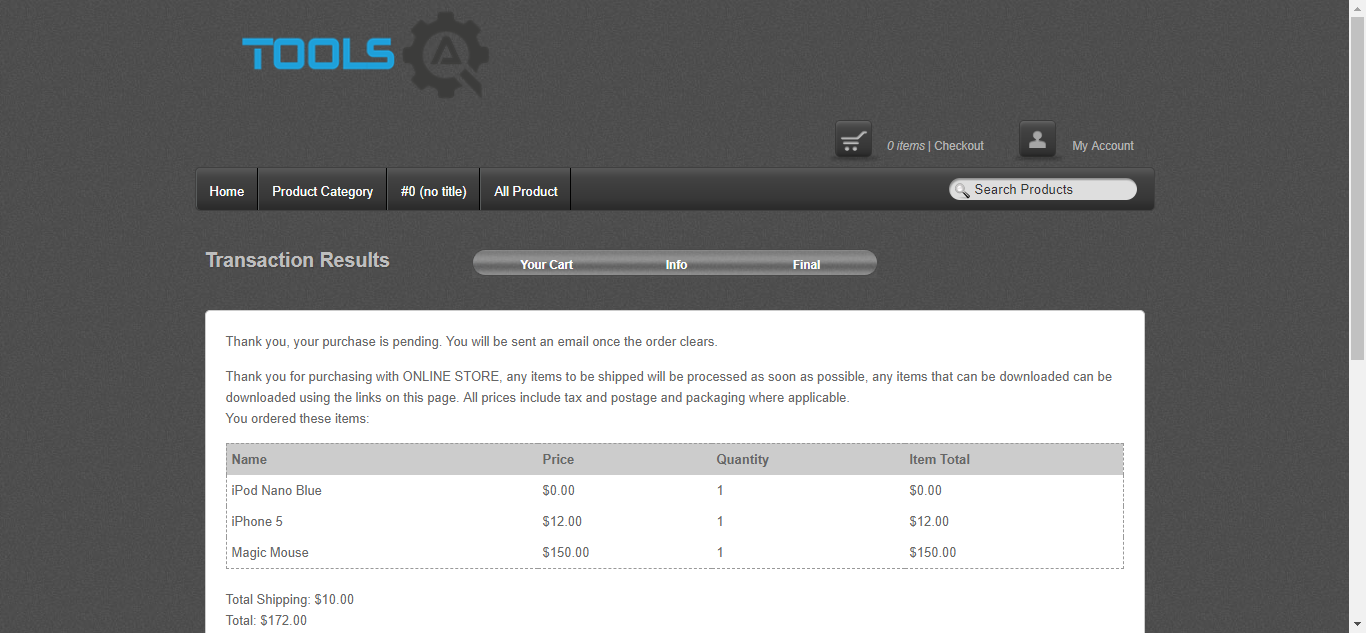 TOOLS QA
0 items | Checkout
My Account
Home
Product Category
#0 (no title)
All Product
Search Products
Transaction Results
Your Cart
Info
Final
Thank you, your purchase is pending. You will be sent an email once the order clears.
Thank you for purchasing with ONLINE STORE, any items to be shipped will be processed as soon as possible, any items that can be downloaded can be
downloaded using the links on this page. All prices include tax and postage and packaging where applicable.
You ordered these items:
Name Price Quantity Item Total
iPod Nano Blue $0.00 1 $0.00
iPhone 5 $12.00 1 $12.00
Magic Mouse $150.00 1 $150.00
Total Shipping: $10.00
Total: $172.00